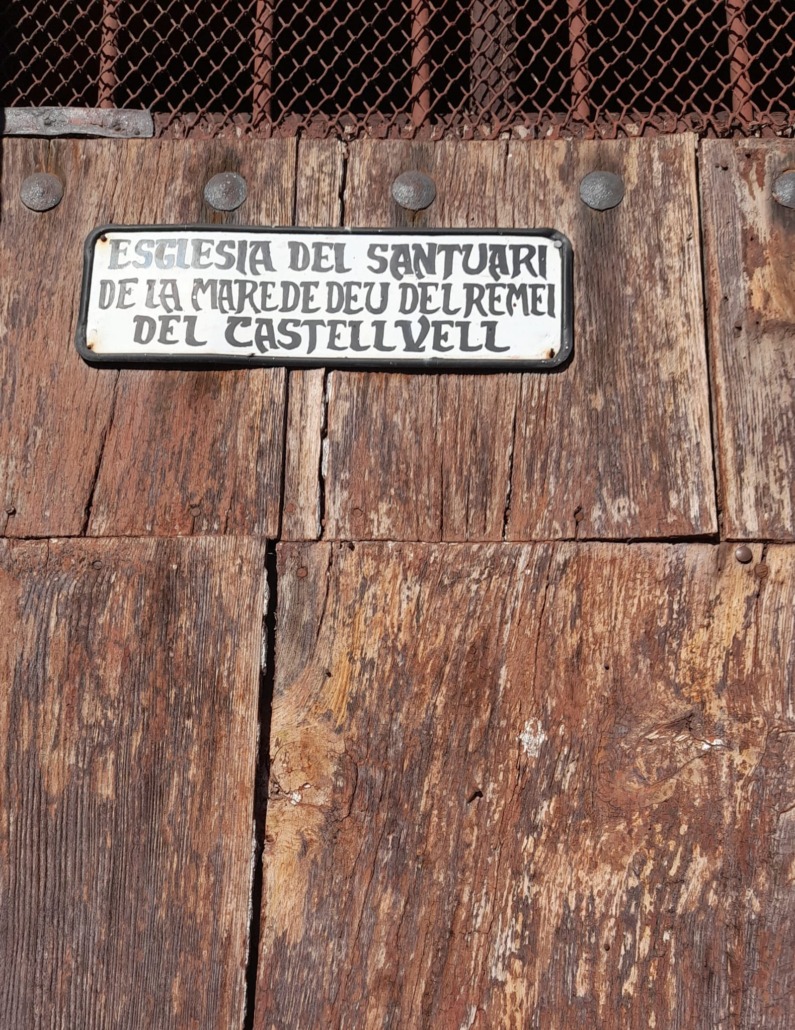 ESGLESIA DEL SANTUARI
DE LA MARE DE DEU DEL REMEI
DEL CASTELLVELL